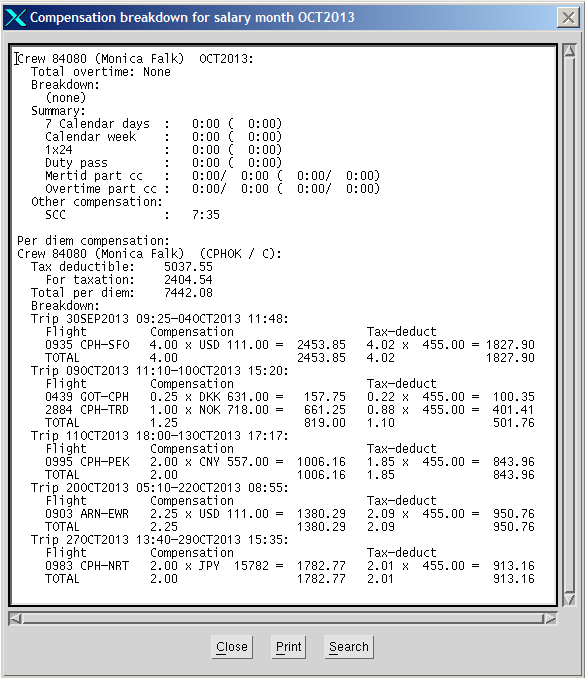 Compensation breakdown for salary month OCT2013
Crew 84080 (Monica Falk)  OCT2013:
  Total overtime: None
  Breakdown:
    (none)
  Summary:
    7 Calendar days  :   0:00 (  0:00)
    Calendar week    :   0:00 (  0:00)
    1x24             :   0:00 (  0:00)
    Duty pass        :   0:00 (  0:00)
    Mertid part cc   :   0:00/  0:00 (  0:00/  0:00)
    Overtime part cc :   0:00/  0:00 (  0:00/  0:00)
  Other compensation:
    SCC              :   7:35
Per diem compensation:
Crew 84080 (Monica Falk)  (CPHOK / C):
  Tax deductible:    5037.55
    For taxation:    2404.54
  Total per diem:    7442.08
  Breakdown:
  Trip 30SEP2013 09:25-04OCT2013 11:48:
    Flight         Compensation                  Tax-deduct
    0935 CPH-SFO   4.00 x USD 111.00 =  2453.85   4.02 x  455.00 = 1827.90
    TOTAL          4.00                 2453.85   4.02             1827.90
  Trip 09OCT2013 11:10-10OCT2013 15:20:
    Flight         Compensation                  Tax-deduct
    0439 GOT-CPH   0.25 x DKK 631.00 =   157.75   0.22 x  455.00 =  100.35
    2884 CPH-TRD   1.00 x NOK 718.00 =   661.25   0.88 x  455.00 =  401.41
    TOTAL          1.25                  819.00   1.10              501.76
  Trip 11OCT2013 18:00-13OCT2013 17:17:
    Flight         Compensation                  Tax-deduct
    0995 CPH-PEK   2.00 x CNY 557.00 =  1006.16   1.85 x  455.00 =  843.96
    TOTAL          2.00                 1006.16   1.85              843.96
  Trip 20OCT2013 05:10-22OCT2013 08:55:
    Flight         Compensation                  Tax-deduct
    0903 ARN-EWR   2.25 x USD 111.00 =  1380.29   2.09 x  455.00 =  950.76
    TOTAL          2.25                 1380.29   2.09              950.76
  Trip 27OCT2013 13:40-29OCT2013 15:35:
    Flight         Compensation                  Tax-deduct
    0983 CPH-NRT   2.00 x JPY  15782 =  1782.77   2.01 x  455.00 =  913.16
    TOTAL          2.00                 1782.77   2.01              913.16
Close Print Search